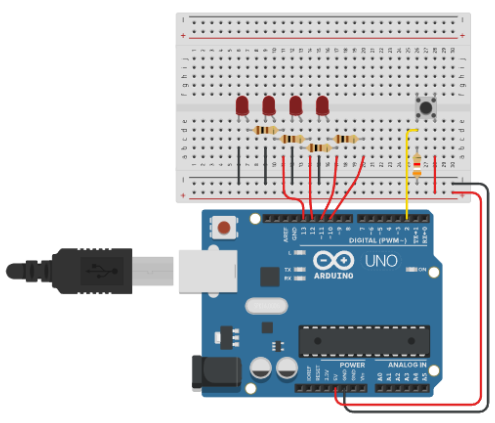 j
i
h
g
f
e
d
c
b
a
AREF
GND
13
12
~11
~10
~9
8
7
~6
~5
4
~3
2
TX→1
RX←0
DIGITAL (PWM~)
L
TX
RX
UNO
ARDUINO
ON
POWER
ANALOG IN
IOREF
RESET
3.3V
5V
GND
GND
Vin
A0
A1
A2
A3
A4
A5